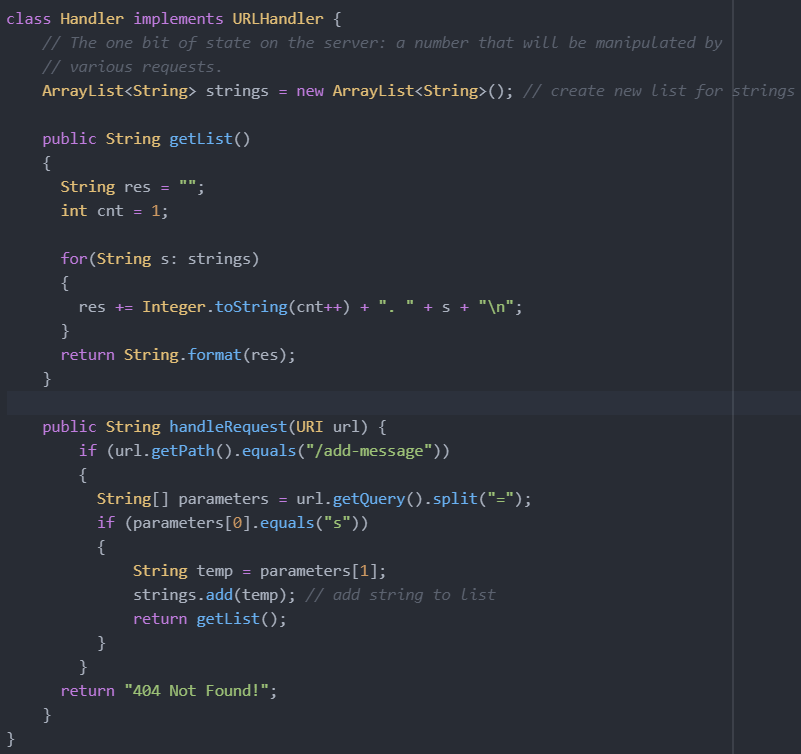 class Handler implements URLHandler {
    // The one bit of state on the server: a number that will be manipulated by
    // various requests.
    ArrayList<String> strings = new ArrayList<String>(); // create new list for strings

    public String getList()
    {
      String res = "";
      int cnt = 1;

      for(String s: strings)
      {
        res += Integer.toString(cnt++) + ". " + s + "\n";
      }
      return String.format(res);
    }

    public String handleRequest(URI url) {
        if (url.getPath().equals("/add-message"))
        {
          String[] parameters = url.getQuery().split("=");
          if (parameters[0].equals("s"))
          {
              String temp = parameters[1];
              strings.add(temp); // add string to list
              return getList();
          }
        }
      return "404 Not Found!";
    }
}